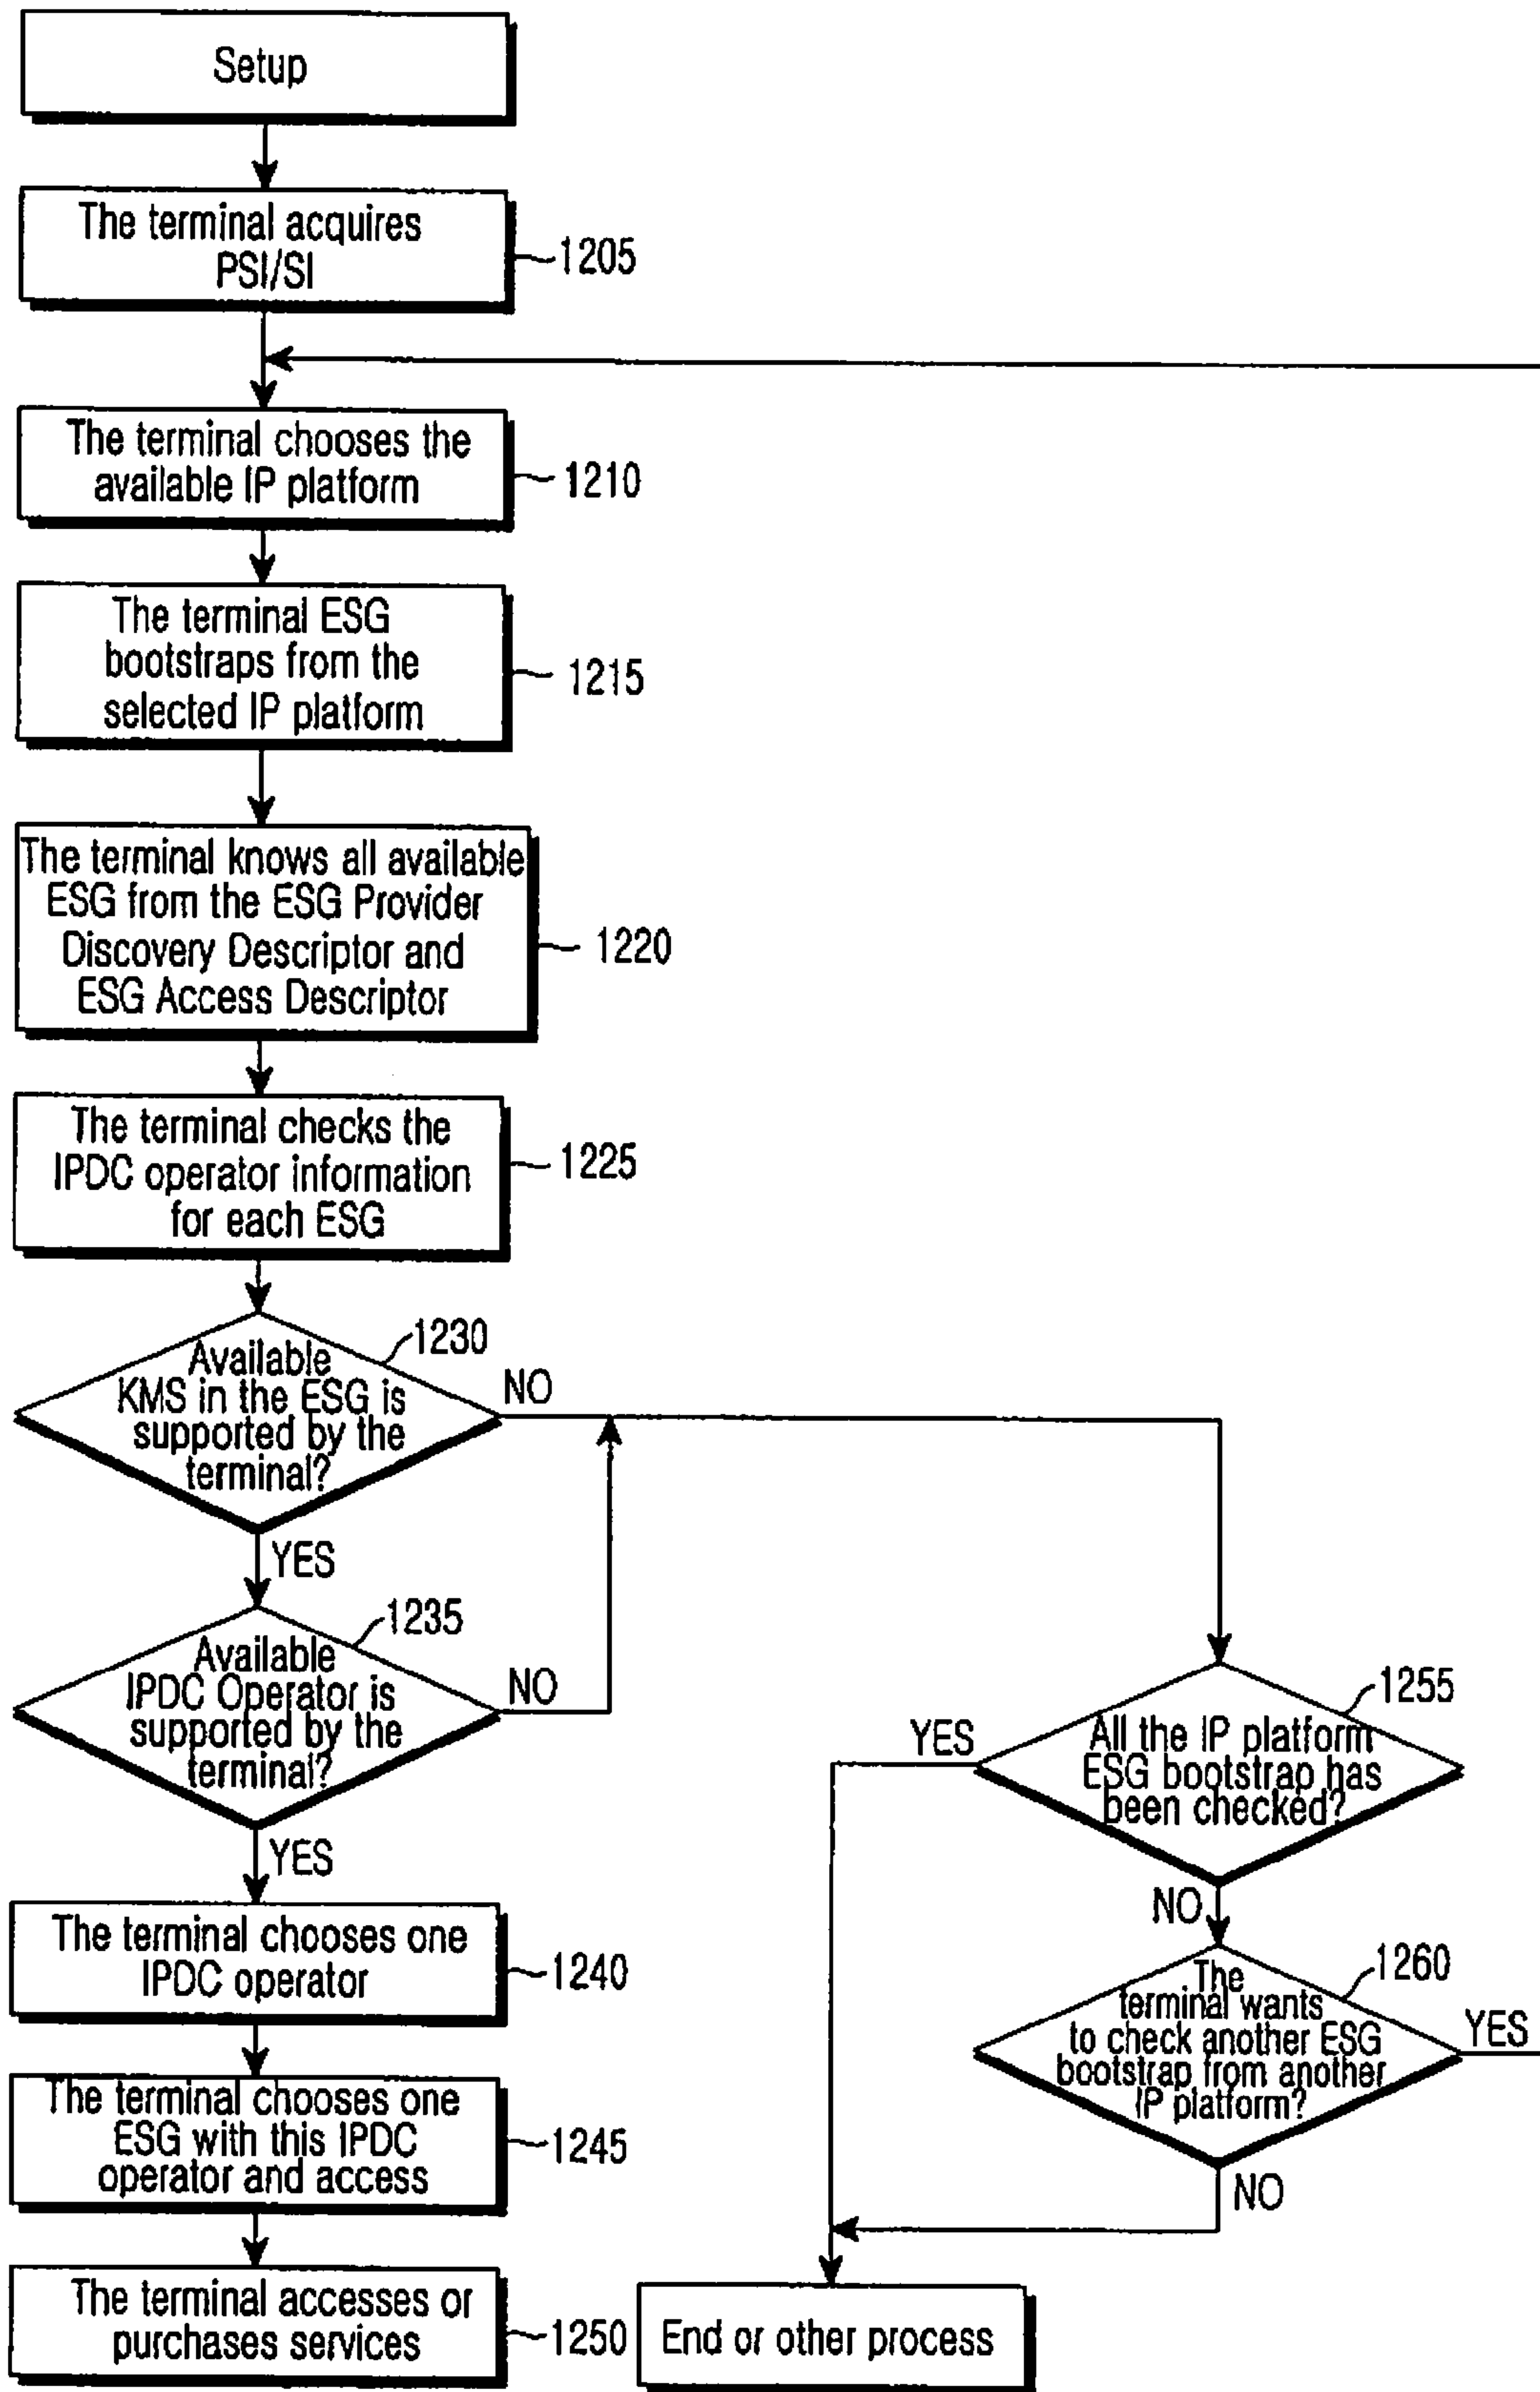 Setup
The terminal acquires
PSI/SI
1205
The terminal chooses the
available IP platform
1210
The terminal ESG
bootstraps from the
selected IP platform
1215
The terminal knows all available
ESG from the ESG Provider
Discovery Descriptor and
ESG Access Descriptor
1220
The terminal checks the
IPDC operator information
for each ESG
1225
Available
KMS in the ESG is
supported by the
terminal?
1230
NO
YES
Available
IPDC Operator is
supported by the
terminal?
1235
NO
YES
The terminal chooses one
IPDC operator
1240
The terminal chooses one
ESG with this IPDC
operator and access
1245
The terminal accesses or
purchases services
1250
All the IP platform
ESG bootstrap has
been checked?
1255
YES
NO
The
terminal wants
to check another ESG
bootstrap from another
IP platform?
1260
YES
NO
End or other process